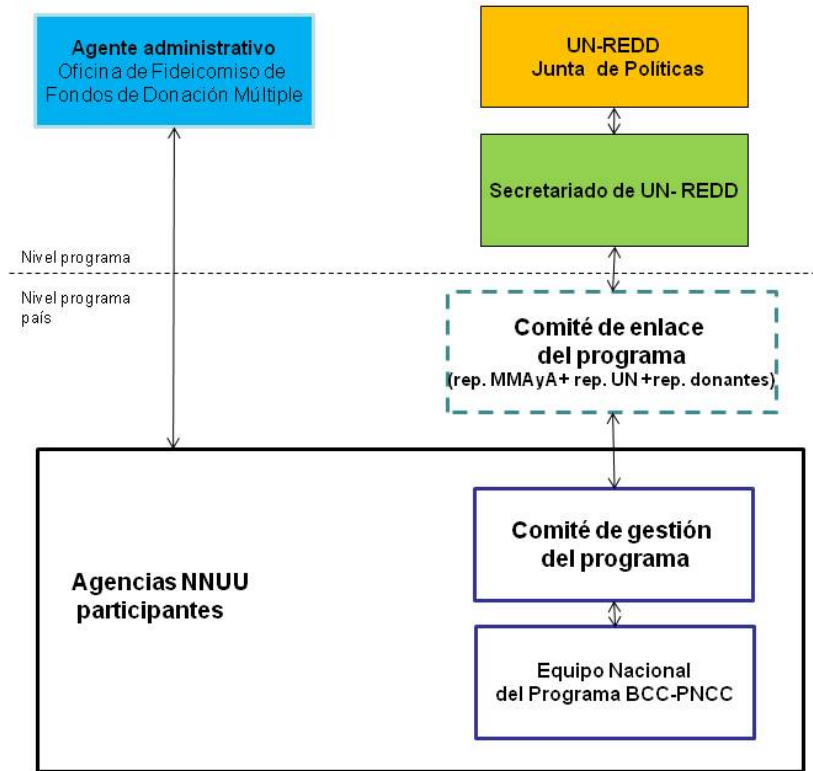 Agente administrativo
Oficina de Fideicomiso de
Fondos de Donación Múltiple
UN-REDD
Junta de Políticas
Secretariado de UN- REDD
Nivel programa
Nivel programa
país
Comité de enlace
del programa
(rep. MMAyA+ rep. UN +rep. donantes)
Agencias NNUU
participantes
Comité de gestión
del programa
Equipo Nacional
del Programa BCC-PNCC